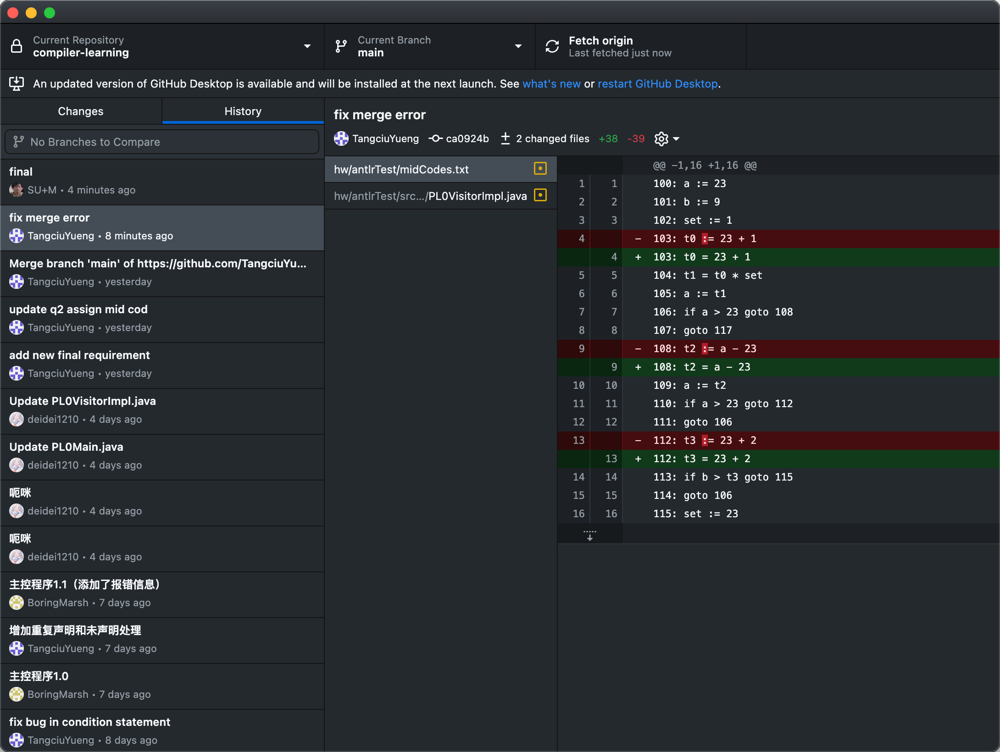 Current Repository
compiler-learning
Current Branch
main
Fetch origin
Last fetched just now
An updated version of GitHub Desktop is available and will be installed at the next launch. See what's new or restart GitHub Desktop.
Changes
History
No Branches to Compare
final
SU+M • 4 minutes ago
fix merge error
TangciuYueng • 8 minutes ago
Merge branch 'main' of https://github.com/TangciuYu...
TangciuYueng • yesterday
update q2 assign mid cod
TangciuYueng • yesterday
add new final requirement
TangciuYueng • yesterday
Update PL0VisitorImpl.java
deidei1210 • 4 days ago
Update PL0Main.java
deidei1210 • 4 days ago
呃咪
deidei1210 • 4 days ago
呃咪
deidei1210 • 4 days ago
主控程序1.1（添加了报错信息）
BoringMarsh • 7 days ago
增加重复声明和未声明处理
TangciuYueng • 7 days ago
主控程序1.0
BoringMarsh • 7 days ago
fix bug in condition statement
TangciuYueng • 8 days ago
fix merge error
TangciuYueng ca0924b 2 changed files +38 -39
hw/antlrTest/midCodes.txt
hw/antlrTest/src.../PL0VisitorImpl.java
@@ -1,16 +1,16 @@
1 1 100: a := 23
2 2 101: b := 9
3 3 102: set := 1
4 - 103: t0 := 23 + 1
4 + 103: t0 = 23 + 1
5 5 104: t1 = t0 * set
6 6 105: a := t1
7 7 106: if a > 23 goto 108
8 8 107: goto 117
9 - 108: t2 := a - 23
9 + 108: t2 = a - 23
10 10 109: a := t2
11 11 110: if a > 23 goto 112
12 12 111: goto 106
13 - 112: t3 := 23 + 2
13 + 112: t3 = 23 + 2
14 14 113: if b > t3 goto 115
15 15 114: goto 106
16 16 115: set := 23